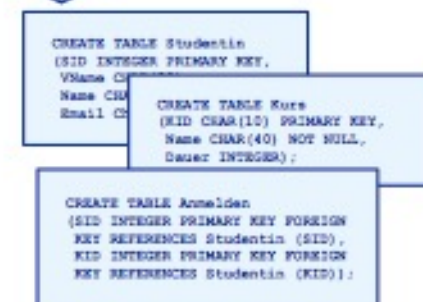 CREATE TABLE Studentin
(SID INTEGER PRIMARY KEY,
VName
Name
Email
CREATE TABLE Kurs
(KID CHAR(10) PRIMARY KEY,
Name CHAR(40) NOT NULL,
Dauer INTEGER);
CREATE TABLE Anmelden
(SID INTEGER PRIMARY KEY FOREIGN
KEY REFERENCES Studentin (SID),
KID INTEGER PRIMARY KEY FOREIGN
KEY REFERENCES Studentin (KID));